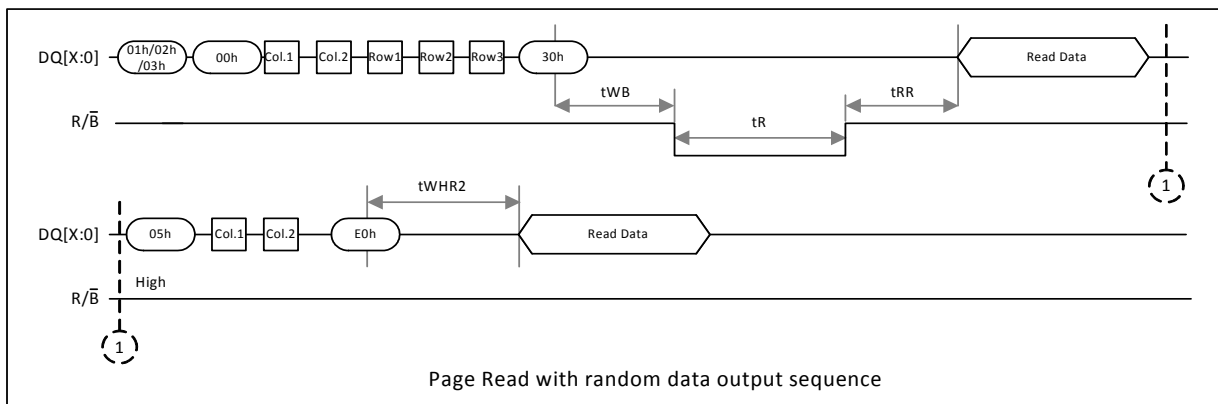 DQ[X:0] 01h/02h /03h 00h Col.1 Col.2 Row1 Row2 Row3 30h Read Data
tWB tRR
R/B̅ tR
1
tWHR2
DQ[X:0] 05h Col.1 Col.2 E0h Read Data
High
R/B̅
1
Page Read with random data output sequence